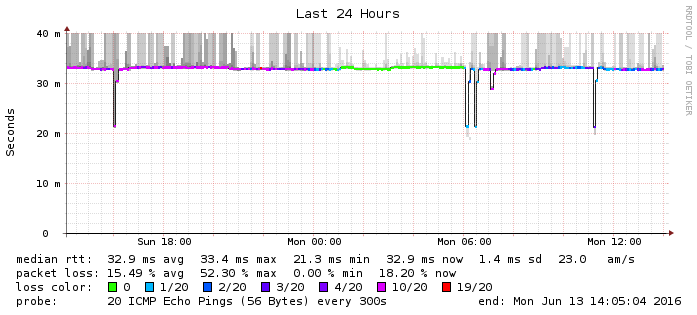 Last 24 Hours
RRDTOOL / TOBI OETIKER
Seconds
40 m
30 m
20 m
10 m
0
Sun 18:00 Mon 00:00 Mon 06:00 Mon 12:00
median rtt: 32.9 ms avg 33.4 ms max 21.3 ms min 32.9 ms now 1.4 ms sd 23.0 am/s
packet loss: 15.49 % avg 52.30 % max 0.00 % min 18.20 % now
loss color: 0 1/20 2/20 3/20 4/20 10/20 19/20
probe: 20 ICMP Echo Pings (56 Bytes) every 300s end: Mon Jun 13 14:05:04 2016